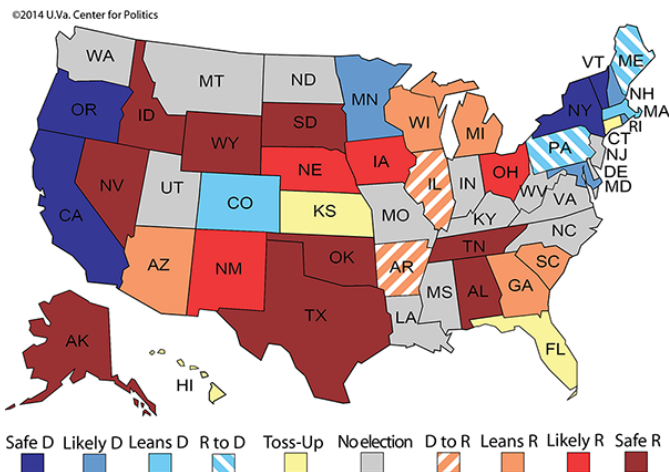 ©2014 U.Va. Center for Politics
WA
MT
ND
MN
VT
ME
OR
ID
SD
WI
MI
NY
NH
MA
WY
RI
CT
NV
NE
IA
PA
NJ
UT
CO
IL
IN
OH
DE
MD
CA
KS
MO
WV
VA
KY
AZ
NM
OK
AR
TN
NC
SC
TX
MS
AL
GA
LA
AK
HI
FL
Safe D Likely D Leans D R to D Toss-Up No election D to R Leans R Likely R Safe R